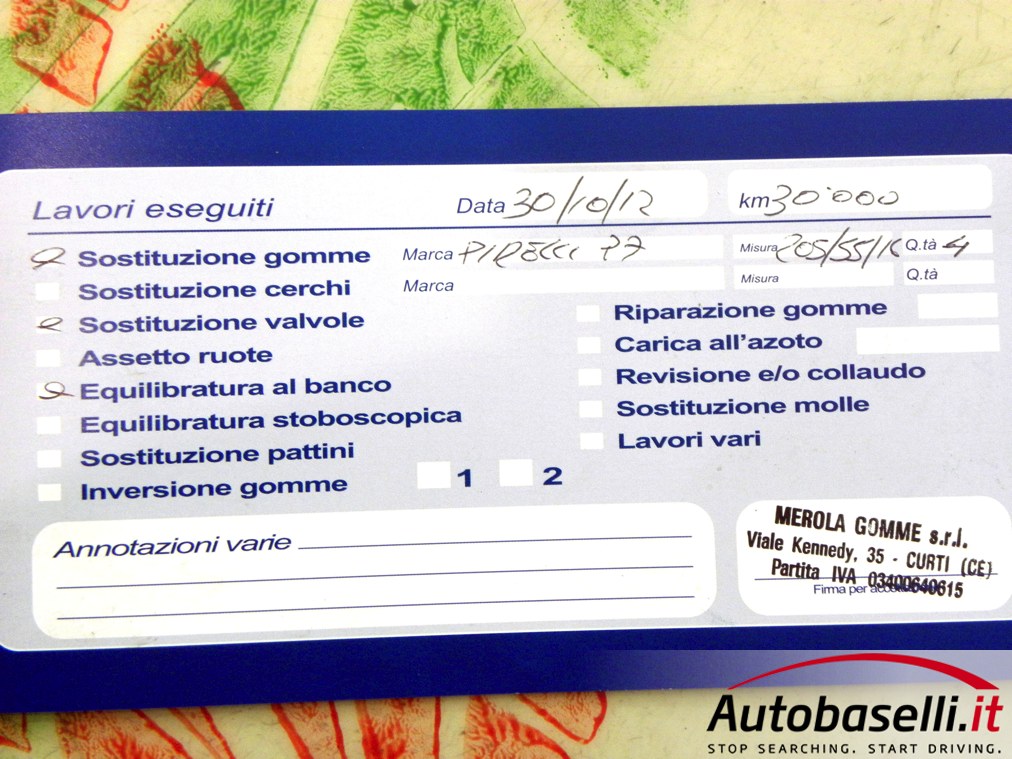 Lavori eseguiti Data 30/10/12 km 30'000
Sostituzione gomme Marca PIRELLI P7 Misura 205/55/16 Q.tà 4
Sostituzione cerchi Marca Misura Q.tà
Sostituzione valvole Riparazione gomme
Assetto ruote Carica all'azoto
Equilibratura al banco Revisione e/o collaudo
Equilibratura stoboscopica Sostituzione molle
Sostituzione pattini Lavori vari
Inversione gomme 1 2
Annotazioni varie
MEROLA GOMME s.r.l.
Viale Kennedy, 35 - CURTI (CE)
Partita IVA 03400640615
Firma per
Autobaselli.it
STOP SEARCHING. START DRIVING.